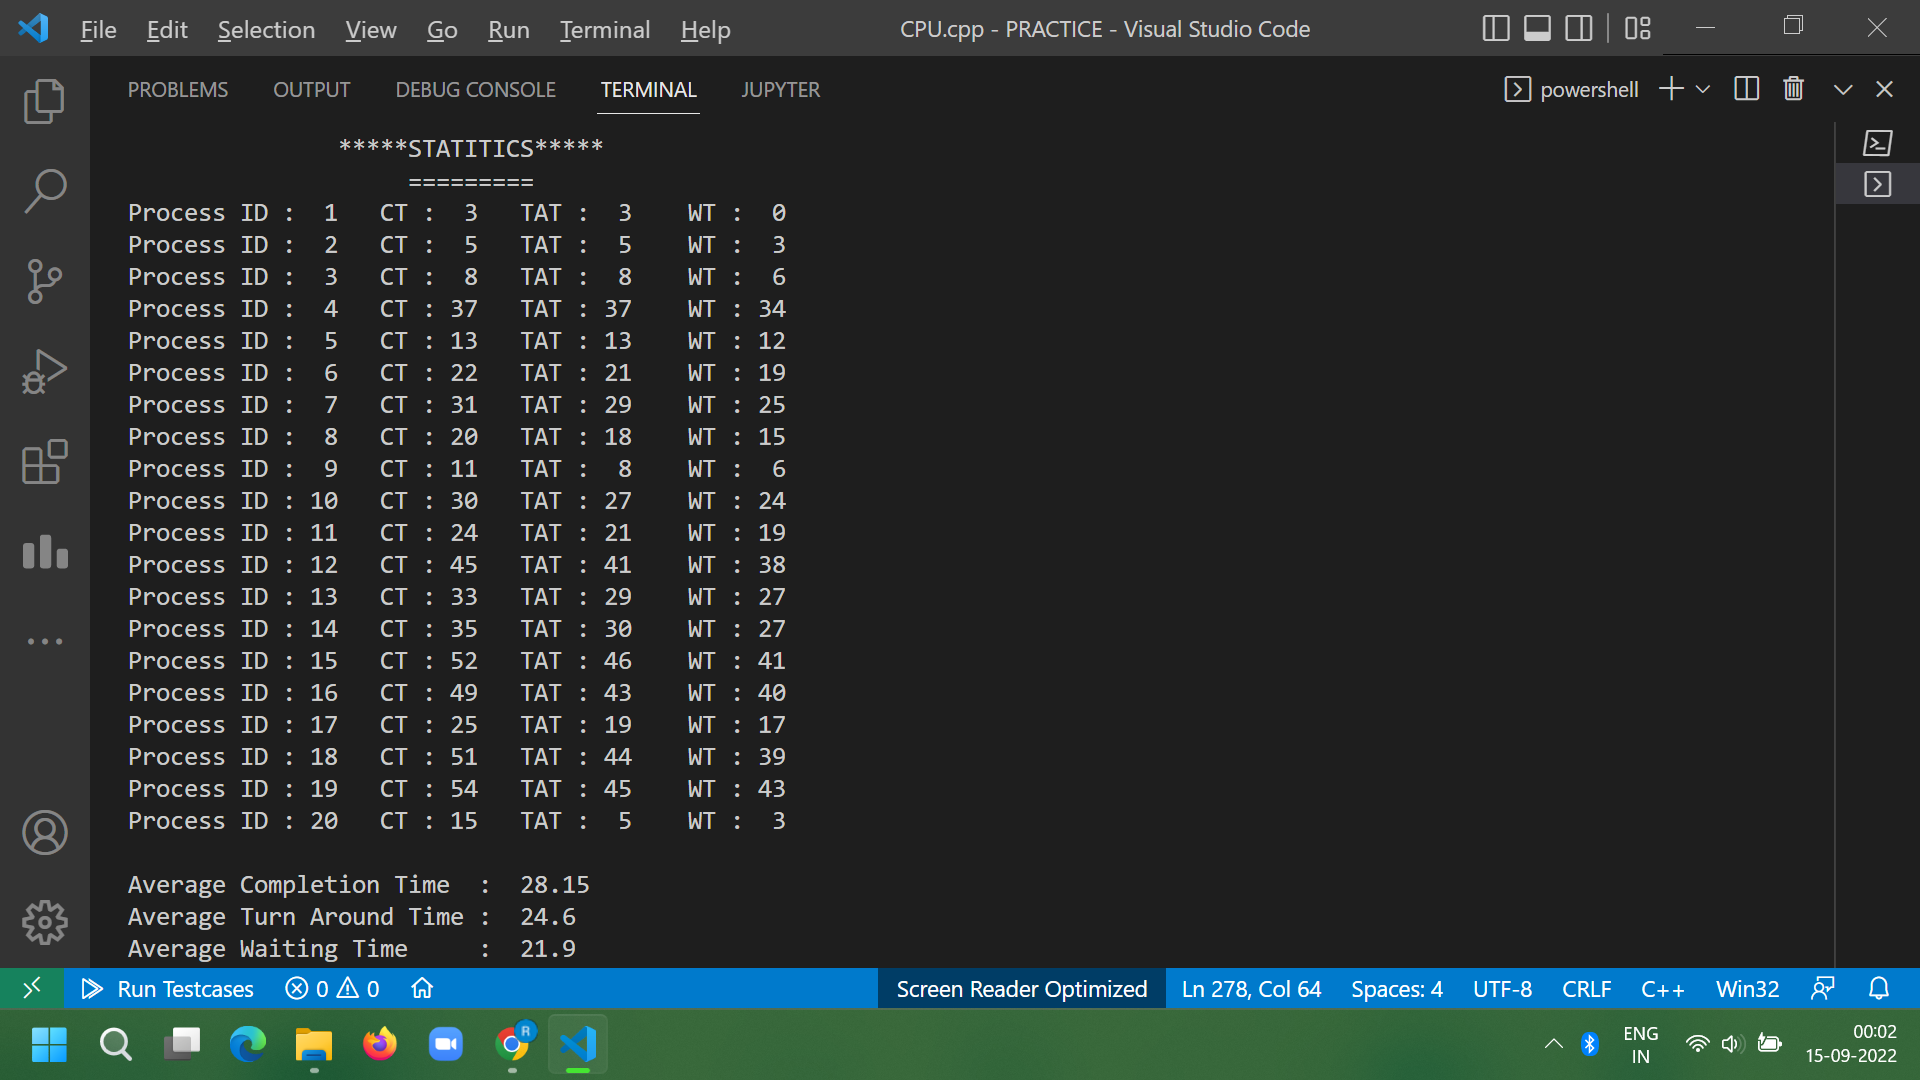 File Edit Selection View Go Run Terminal Help CPU.cpp - PRACTICE - Visual Studio Code
PROBLEMS OUTPUT DEBUG CONSOLE TERMINAL JUPYTER powershell
*****STATITICS*****
=========
Process ID :  1   CT :  3   TAT :  3    WT :  0
Process ID :  2   CT :  5   TAT :  5    WT :  3
Process ID :  3   CT :  8   TAT :  8    WT :  6
Process ID :  4   CT : 37   TAT : 37    WT : 34
Process ID :  5   CT : 13   TAT : 13    WT : 12
Process ID :  6   CT : 22   TAT : 21    WT : 19
Process ID :  7   CT : 31   TAT : 29    WT : 25
Process ID :  8   CT : 20   TAT : 18    WT : 15
Process ID :  9   CT : 11   TAT :  8    WT :  6
Process ID : 10   CT : 30   TAT : 27    WT : 24
Process ID : 11   CT : 24   TAT : 21    WT : 19
Process ID : 12   CT : 45   TAT : 41    WT : 38
Process ID : 13   CT : 33   TAT : 29    WT : 27
Process ID : 14   CT : 35   TAT : 30    WT : 27
Process ID : 15   CT : 52   TAT : 46    WT : 41
Process ID : 16   CT : 49   TAT : 43    WT : 40
Process ID : 17   CT : 25   TAT : 19    WT : 17
Process ID : 18   CT : 51   TAT : 44    WT : 39
Process ID : 19   CT : 54   TAT : 45    WT : 43
Process ID : 20   CT : 15   TAT :  5    WT :  3
Average Completion Time  :  28.15
Average Turn Around Time :  24.6
Average Waiting Time     :  21.9
Run Testcases 0 0 Screen Reader Optimized Ln 278, Col 64 Spaces: 4 UTF-8 CRLF C++ Win32
R ENG 00:02
IN 15-09-2022